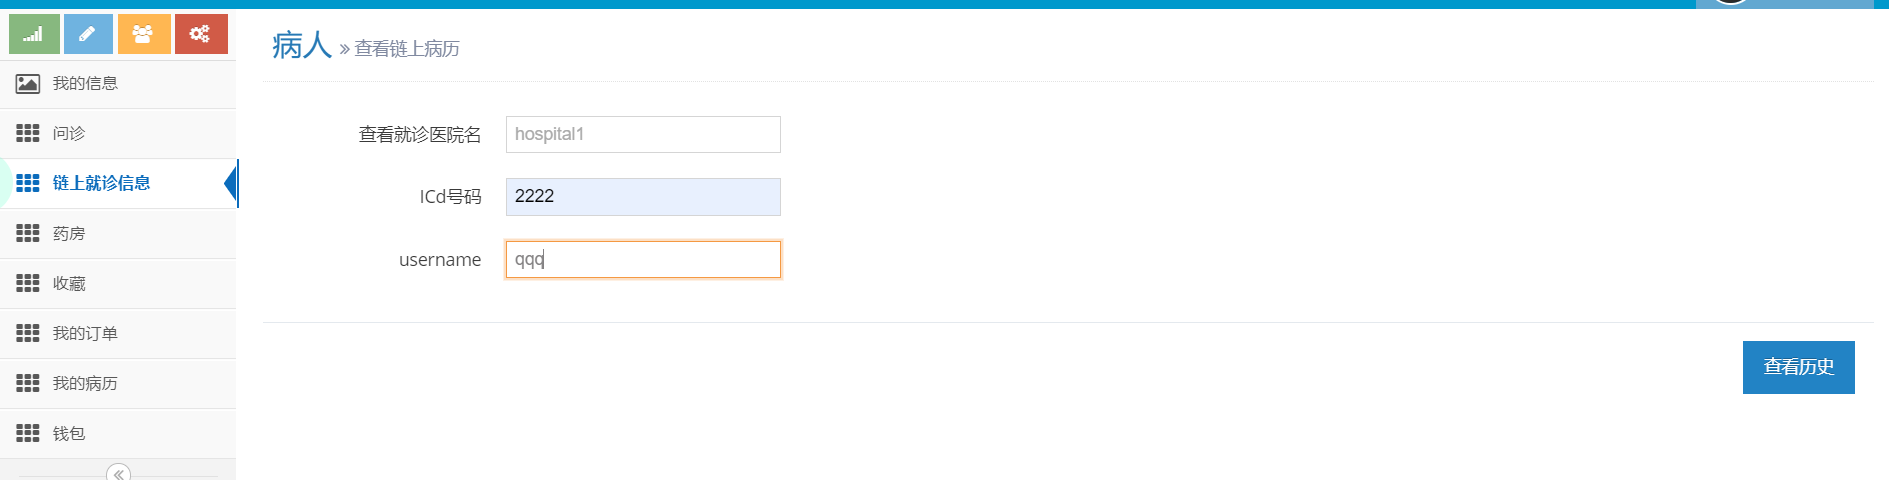 病人 » 查看链上病历
我的信息
问诊
链上就诊信息
药房
收藏
我的订单
我的病历
钱包
查看就诊医院名 hospital1
ICd号码 2222
username qqq
查看历史